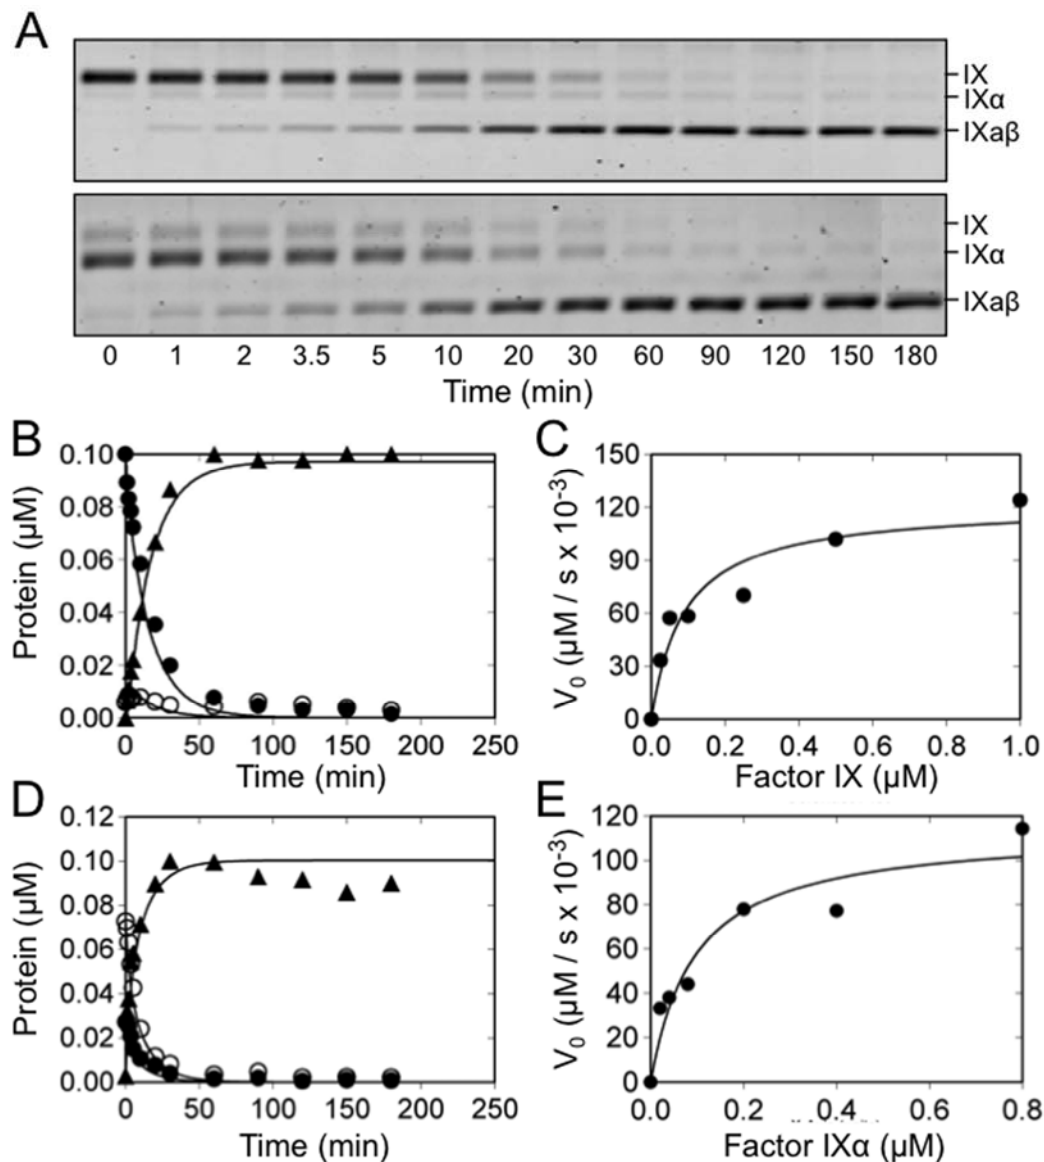 A
IX
IXα
IXaβ
IX
IXα
IXaβ
0 1 2 3.5 5 10 20 30 60 90 120 150 180
Time (min)
B
0.10
0.08
0.06
0.04
0.02
0.00
Protein (µM)
0 50 100 150 200 250
Time (min)
C
150
120
90
60
30
0
V0 (µM / s x 10-3)
0.0 0.2 0.4 0.6 0.8 1.0
Factor IX (µM)
D
0.12
0.10
0.08
0.06
0.04
0.02
0.00
Protein (µM)
0 50 100 150 200 250
Time (min)
E
120
100
80
60
40
20
0
V0 (µM / s x 10-3)
0.0 0.2 0.4 0.6 0.8
Factor IXα (µM)